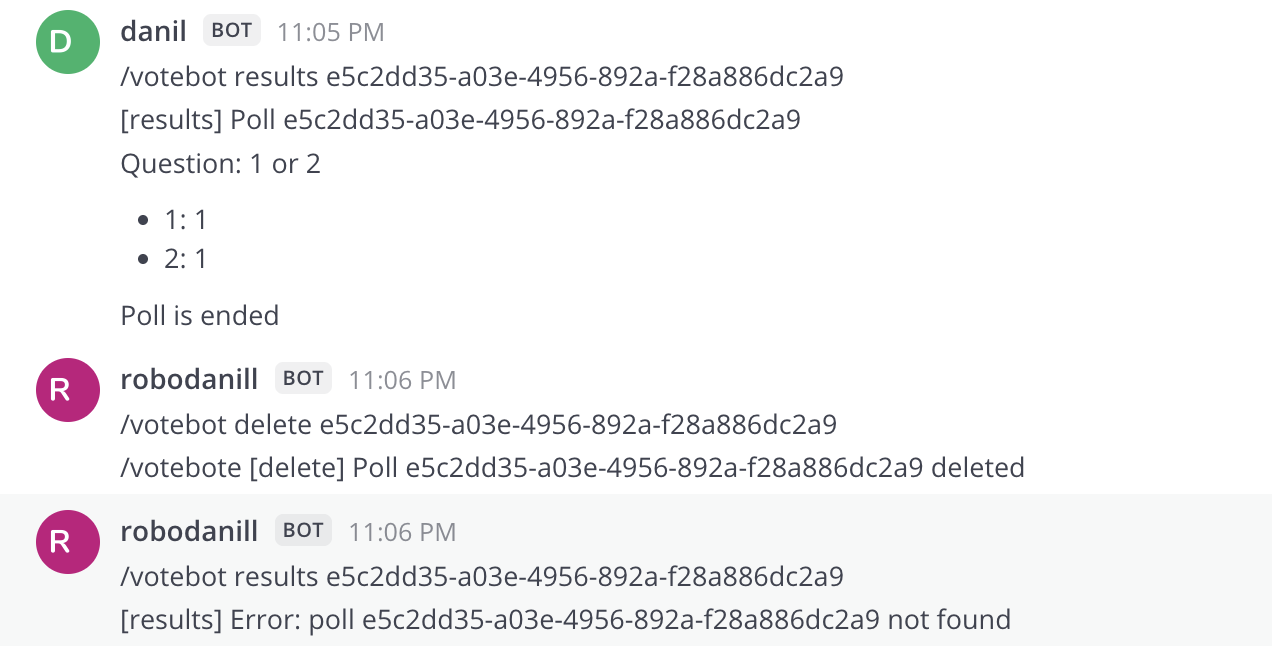 D
danil BOT 11:05 PM
/votebot results e5c2dd35-a03e-4956-892a-f28a886dc2a9
[results] Poll e5c2dd35-a03e-4956-892a-f28a886dc2a9
Question: 1 or 2
• 1: 1
• 2: 1
Poll is ended
R
robodanill BOT 11:06 PM
/votebot delete e5c2dd35-a03e-4956-892a-f28a886dc2a9
/votebote [delete] Poll e5c2dd35-a03e-4956-892a-f28a886dc2a9 deleted
R
robodanill BOT 11:06 PM
/votebot results e5c2dd35-a03e-4956-892a-f28a886dc2a9
[results] Error: poll e5c2dd35-a03e-4956-892a-f28a886dc2a9 not found